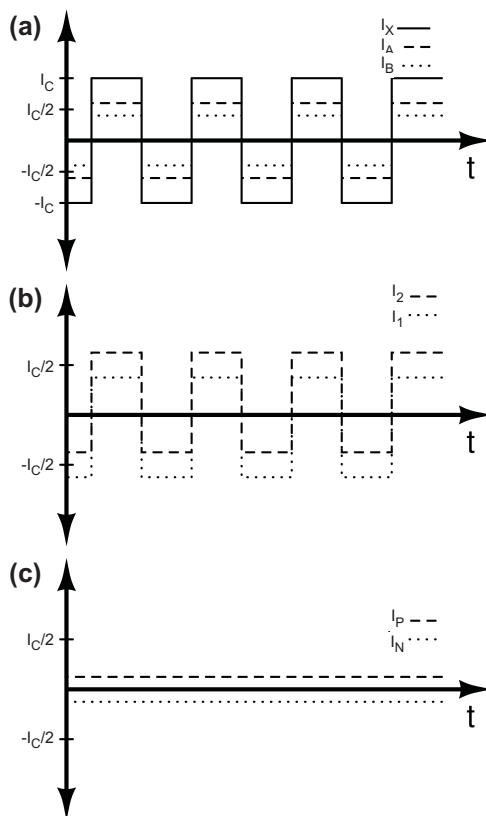 (a)
I_X
I_A
I_B
I_C
I_C/2
-I_C/2
-I_C
t
(b)
I_2
I_1
I_C/2
-I_C/2
t
(c)
I_P
I_N
I_C/2
-I_C/2
t